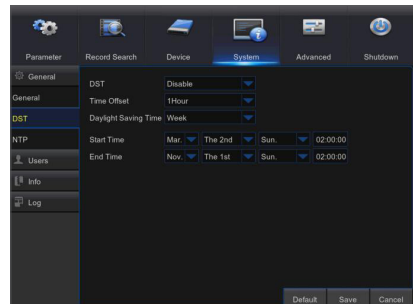 Parameter Record Search Device System Advanced Shutdown
General
General
DST
NTP
Users
Info
Log
DST Disable
Time Offset 1Hour
Daylight Saving Time Week
Start Time Mar. The 2nd Sun. 02:00:00
End Time Nov. The 1st Sun. 02:00:00
Default Save Cancel